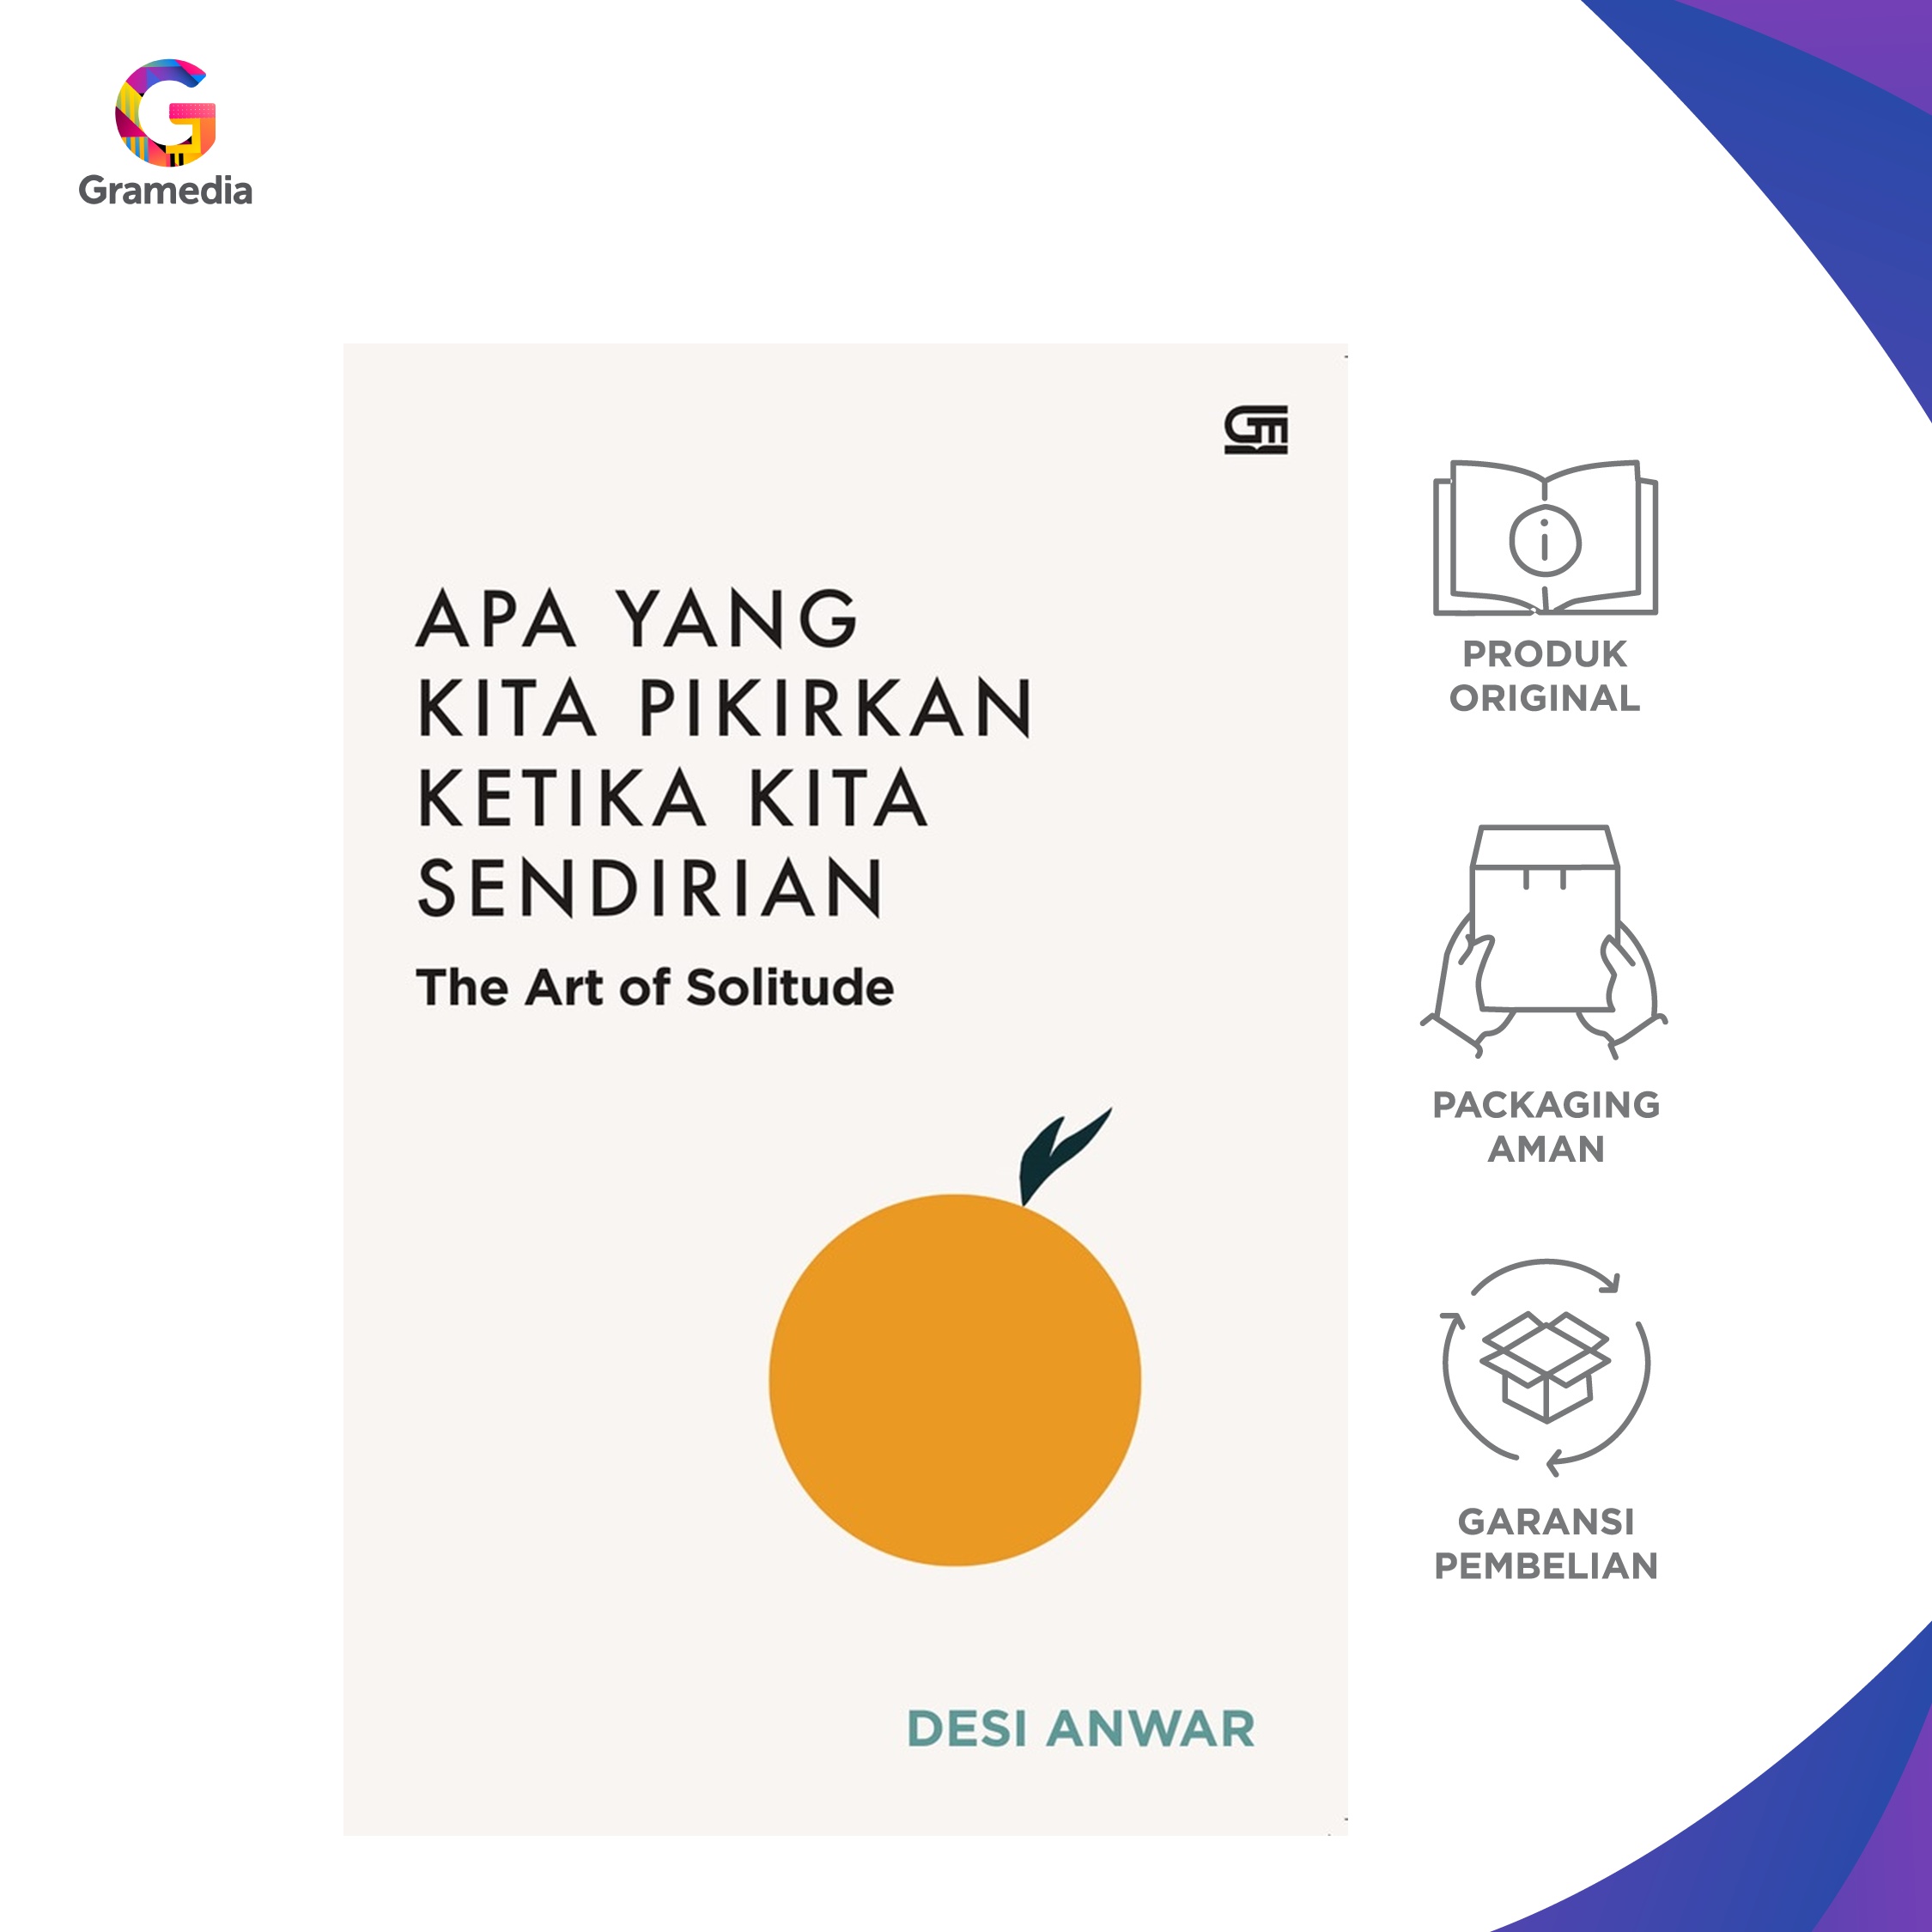 Gramedia
APA YANG
KITA PIKIRKAN
KETIKA KITA
SENDIRIAN
The Art of Solitude
DESI ANWAR
PRODUK
ORIGINAL
PACKAGING
AMAN
GARANSI
PEMBELIAN